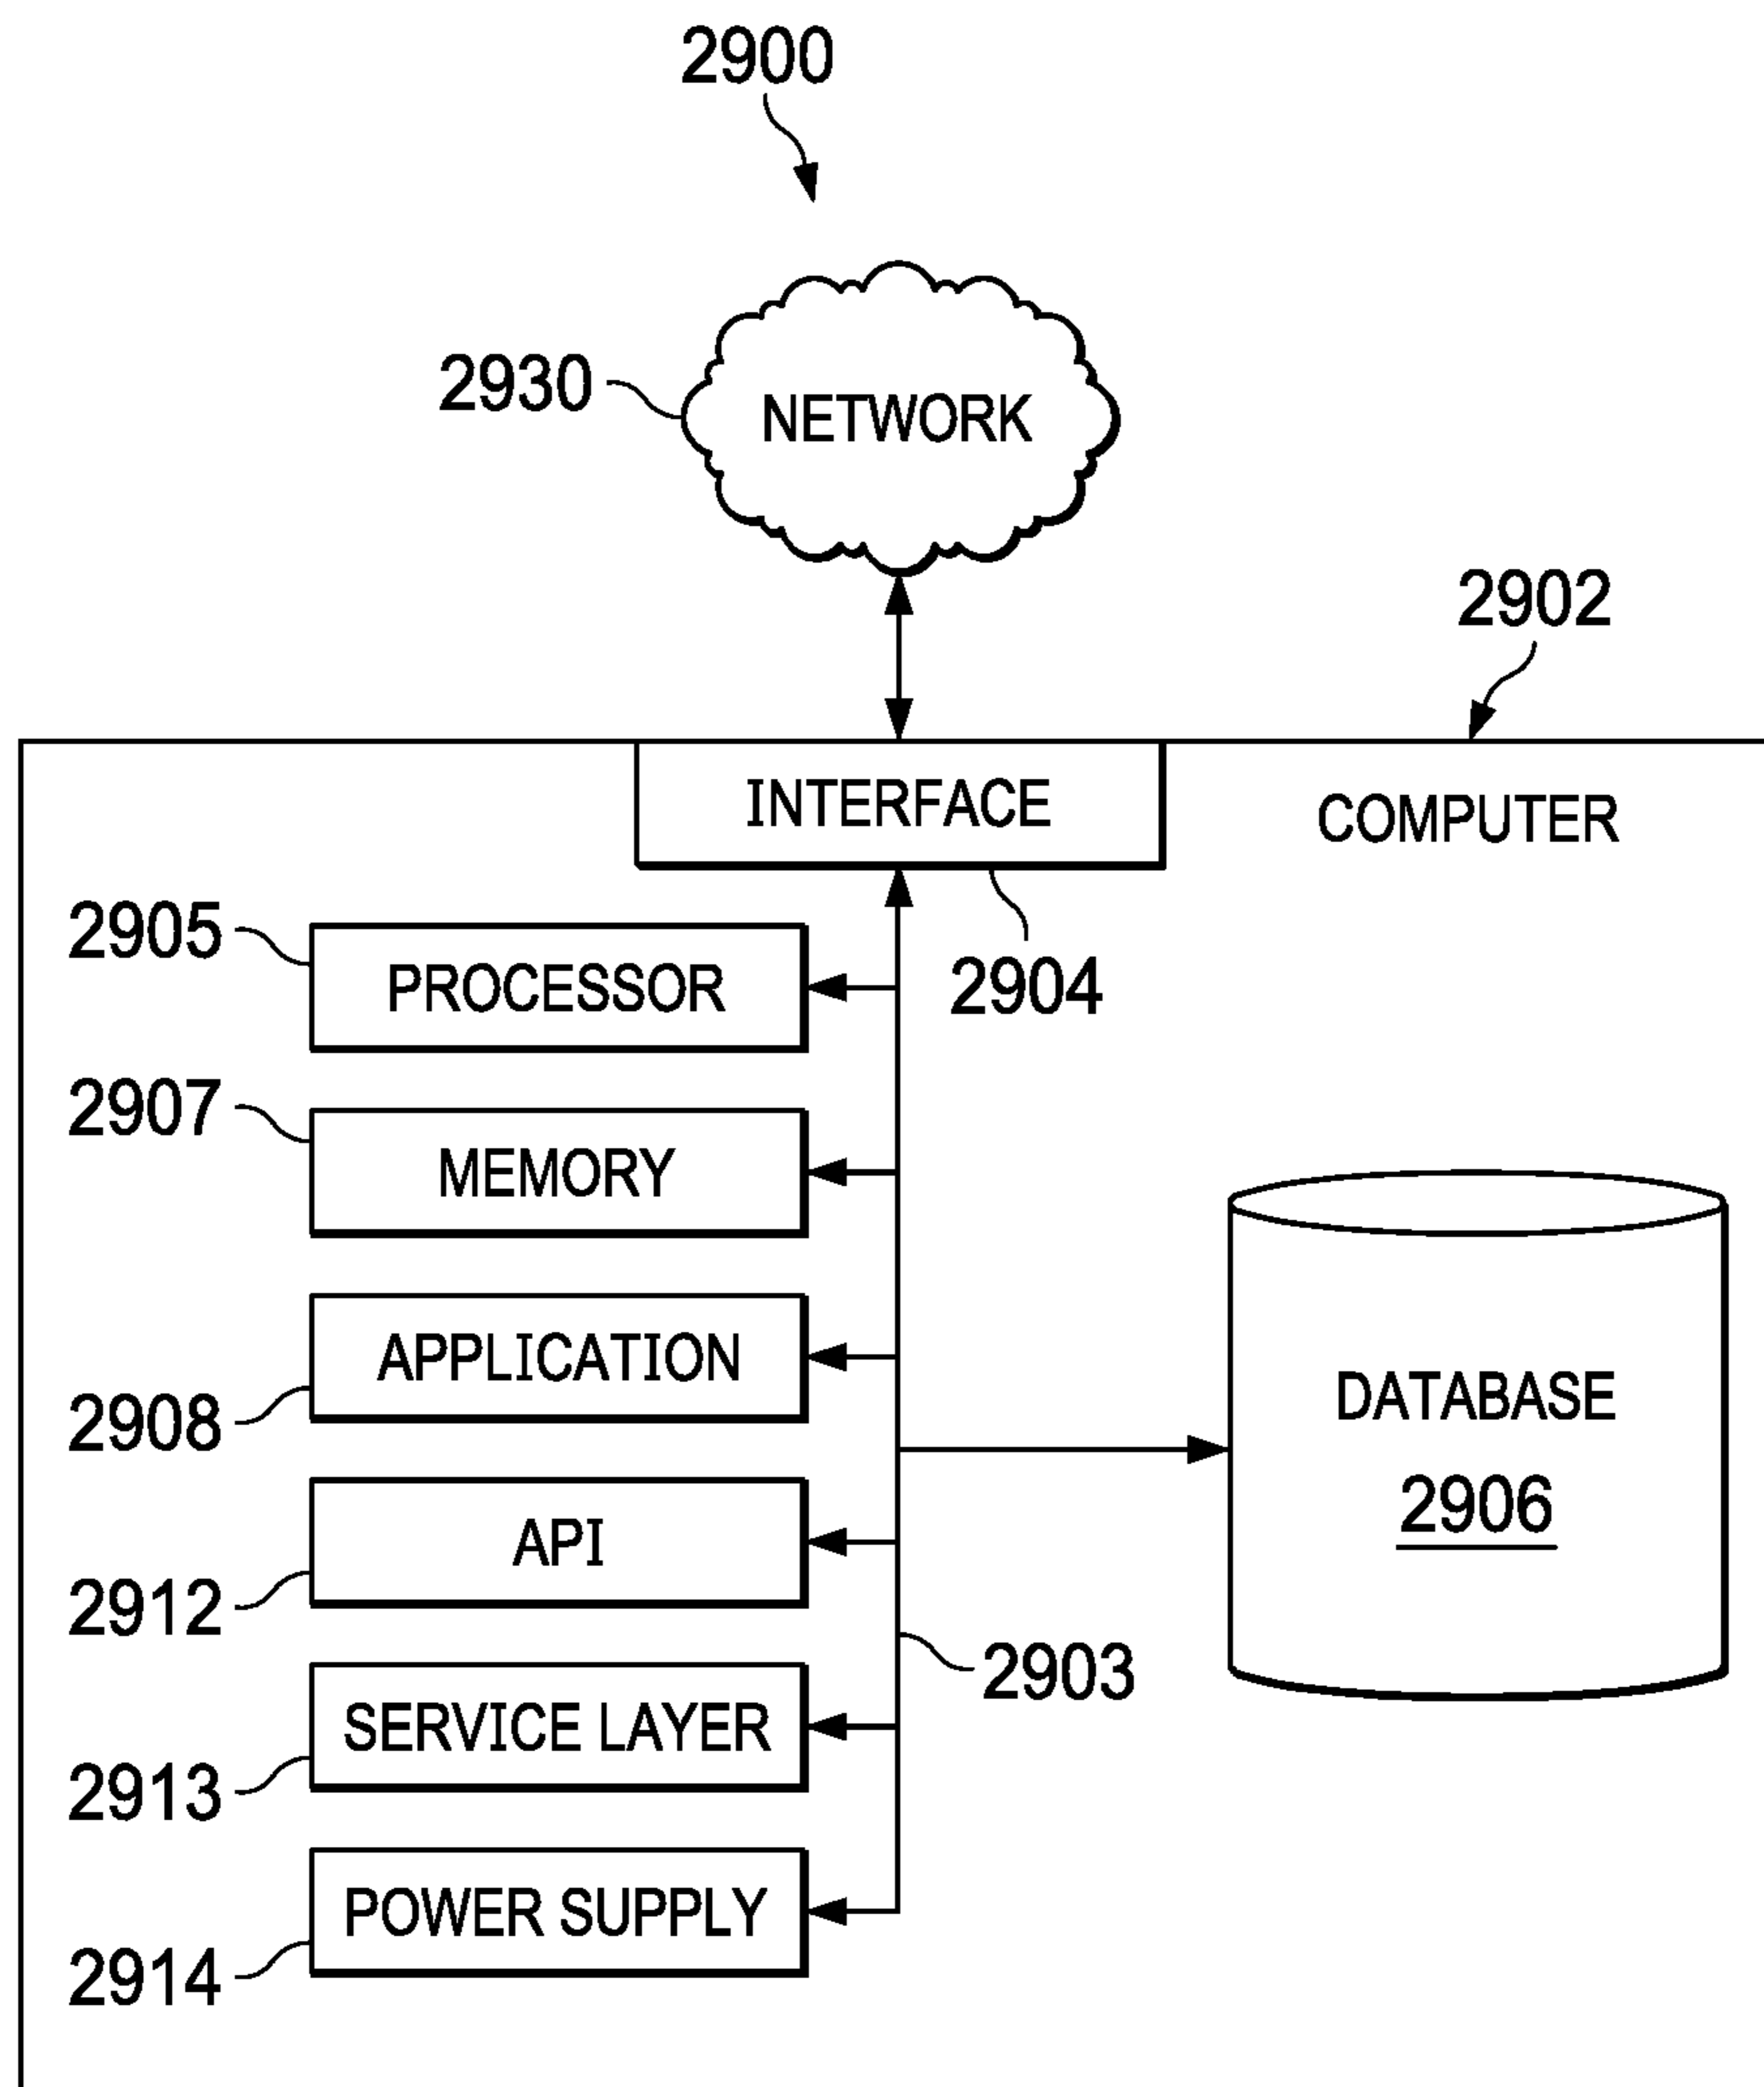 2900
2930
NETWORK
2902
INTERFACE
COMPUTER
2905
PROCESSOR
2904
2907
MEMORY
APPLICATION
2908
DATABASE
2906
API
2912
2903
SERVICE LAYER
2913
POWER SUPPLY
2914